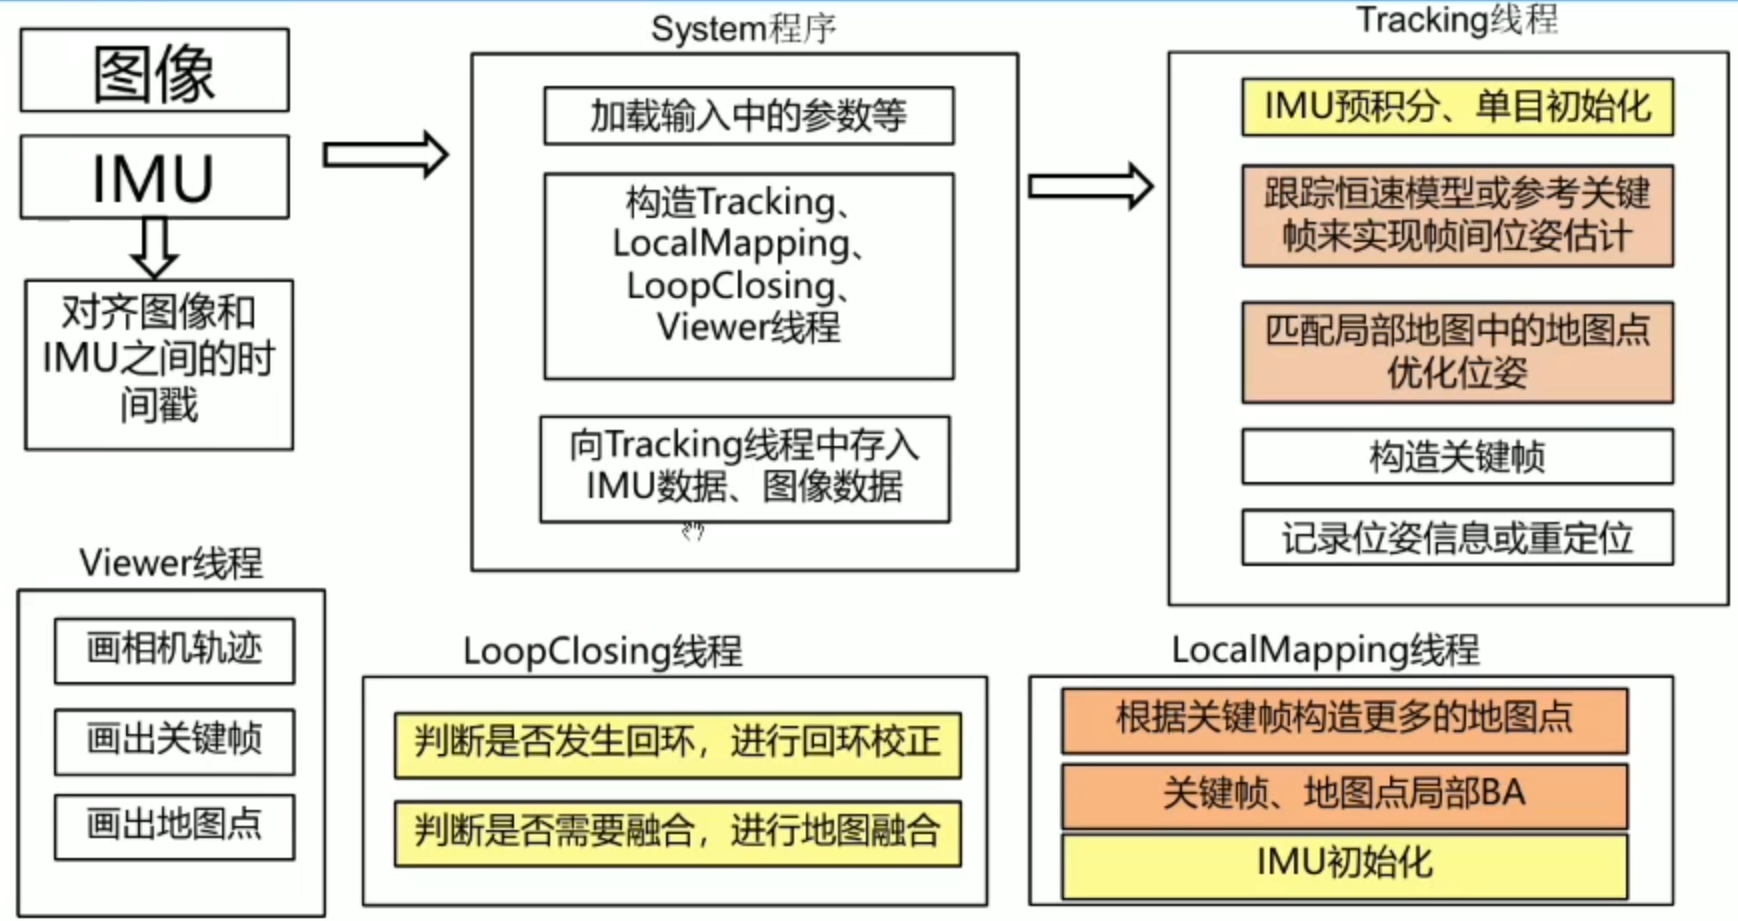 图像
IMU
对齐图像和
IMU之间的时
间戳
System程序
加载输入中的参数等
构造Tracking、
LocalMapping、
LoopClosing、
Viewer线程
向Tracking线程中存入
IMU数据、图像数据
Tracking线程
IMU预积分、单目初始化
跟踪恒速模型或参考关键
帧来实现帧间位姿估计
匹配局部地图中的地图点
优化位姿
构造关键帧
记录位姿信息或重定位
Viewer线程
画相机轨迹
画出关键帧
画出地图点
LoopClosing线程
判断是否发生回环，进行回环校正
判断是否需要融合，进行地图融合
LocalMapping线程
根据关键帧构造更多的地图点
关键帧、地图点局部BA
IMU初始化